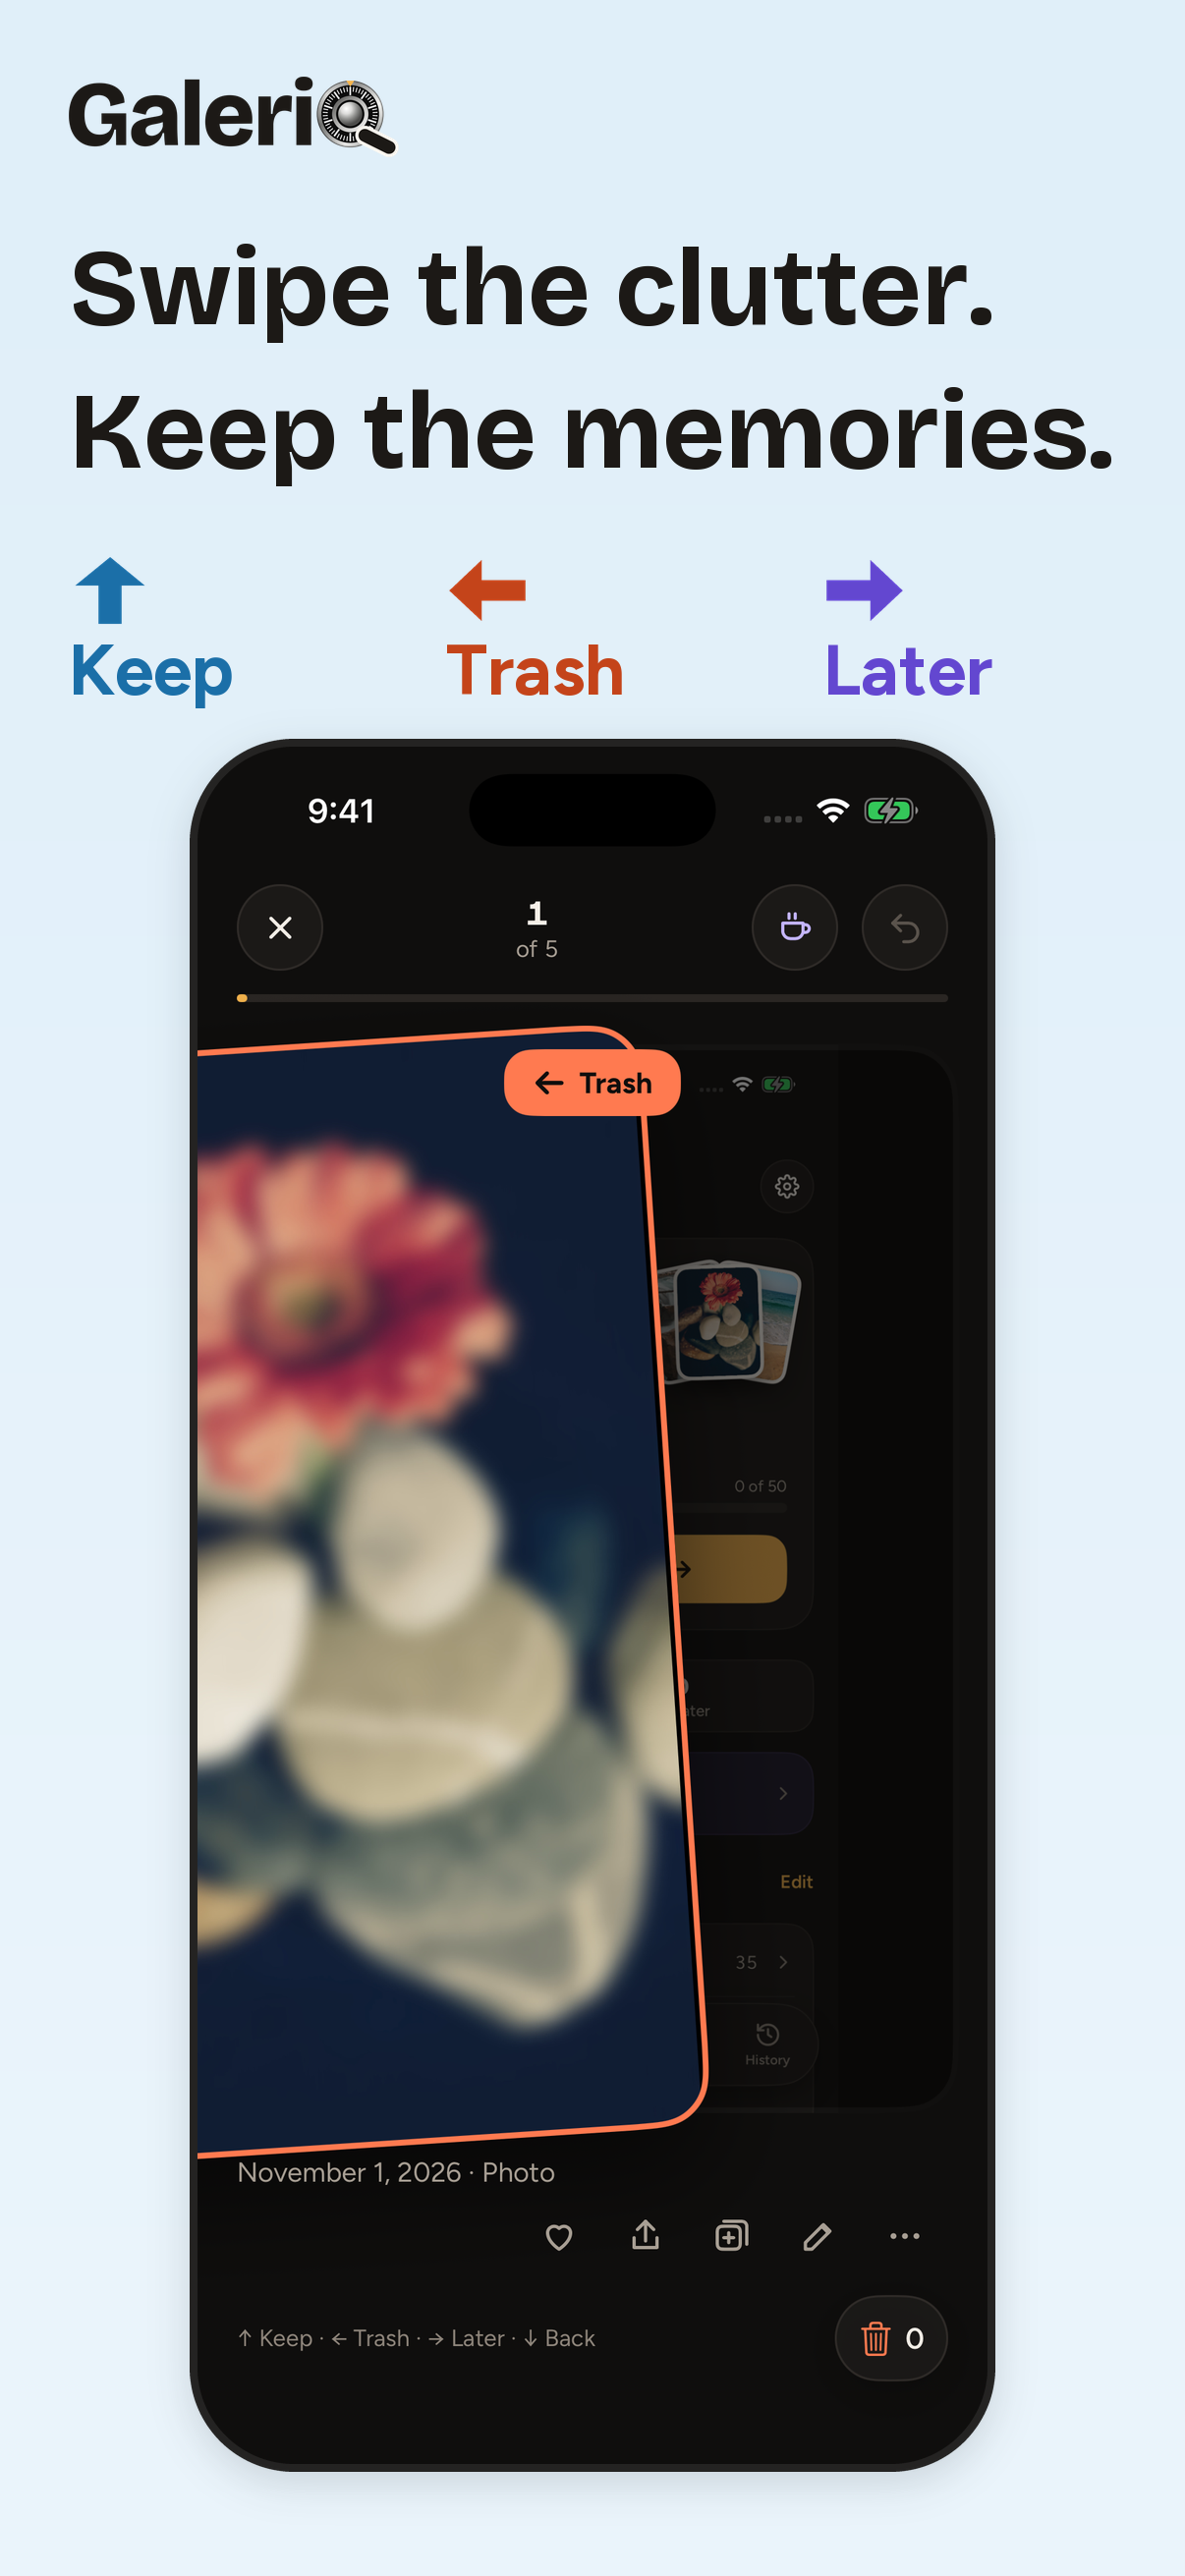 Galeri
Swipe the clutter.
Keep the memories.
Keep
Trash
Later
9:41
1
of 5
← Trash
0 of 50
Edit
35
History
November 1, 2026 · Photo
↑ Keep · ← Trash · → Later · ↓ Back
0